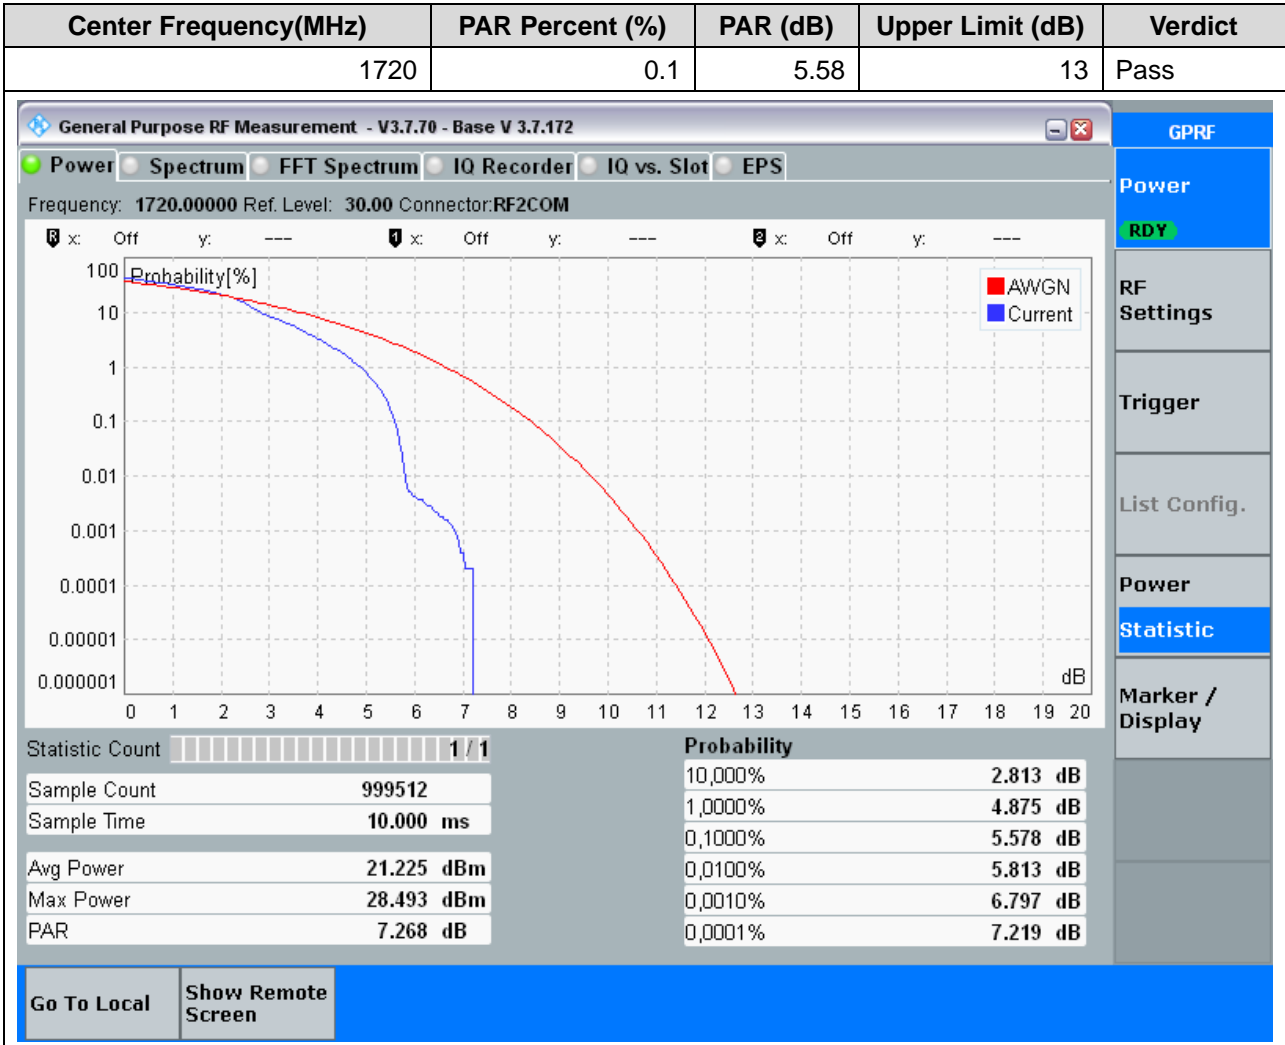 Center Frequency(MHz) PAR Percent (%) PAR (dB) Upper Limit (dB) Verdict
1720 0.1 5.58 13 Pass
General Purpose RF Measurement - V3.7.70 - Base V 3.7.172
GPRF
Power Spectrum FFT Spectrum IQ Recorder IQ vs. Slot EPS
Frequency: 1720.00000 Ref. Level: 30.00 Connector:RF2COM
R x: Off y: --- 1 x: Off y: --- 2 x: Off y: ---
Probability[%]
AWGN
Current
100
10
1
0.1
0.01
0.001
0.0001
0.00001
0.000001
dB
0 1 2 3 4 5 6 7 8 9 10 11 12 13 14 15 16 17 18 19 20
Statistic Count 1 / 1
Sample Count 999512
Sample Time 10.000 ms
Avg Power 21.225 dBm
Max Power 28.493 dBm
PAR 7.268 dB
Probability
10,000% 2.813 dB
1,0000% 4.875 dB
0,1000% 5.578 dB
0,0100% 5.813 dB
0,0010% 6.797 dB
0,0001% 7.219 dB
Power
RDY
RF
Settings
Trigger
List Config.
Power
Statistic
Marker /
Display
Go To Local
Show Remote
Screen